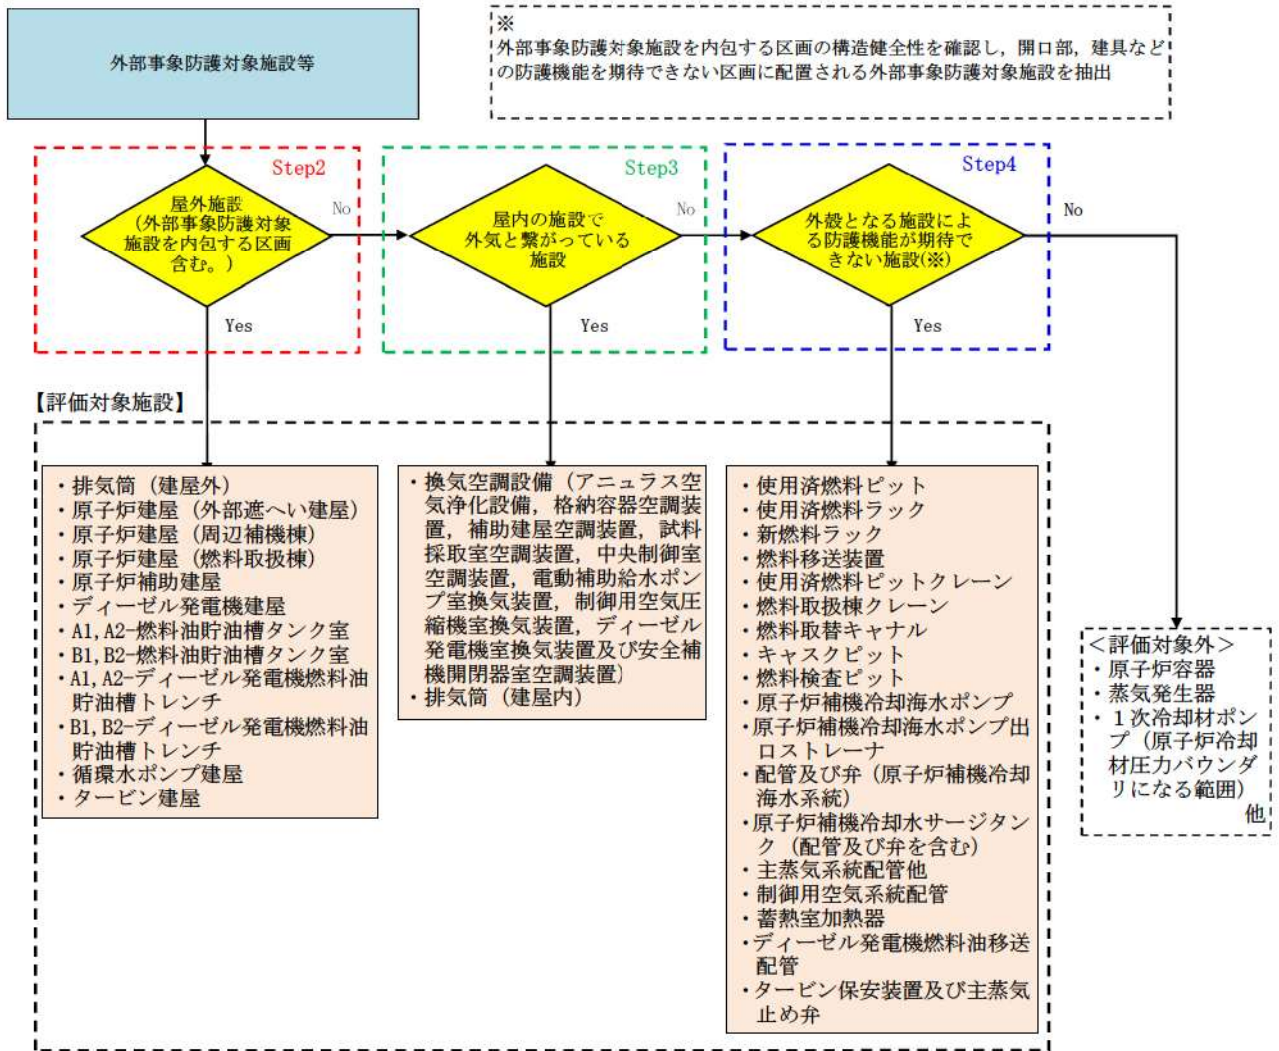 外部事象防護対象施設等
※
外部事象防護対象施設を内包する区画の構造健全性を確認し，開口部，建具など
の防護機能を期待できない区画に配置される外部事象防護対象施設を抽出
Step2
屋外施設
(外部事象防護対象
施設を内包する区画
含む。)
No
Yes
Step3
屋内の施設で
外気と繋がっている
施設
No
Yes
Step4
外殻となる施設によ
る防護機能が期待で
きない施設(※)
No
Yes
【評価対象施設】
・排気筒（建屋外）
・原子炉建屋（外部遮へい建屋）
・原子炉建屋（周辺補機棟）
・原子炉建屋（燃料取扱棟）
・原子炉補助建屋
・ディーゼル発電機建屋
・A1, A2-燃料油貯油槽タンク室
・B1, B2-燃料油貯油槽タンク室
・A1, A2-ディーゼル発電機燃料油
貯油槽トレンチ
・B1, B2-ディーゼル発電機燃料油
貯油槽トレンチ
・循環水ポンプ建屋
・タービン建屋
・換気空調設備（アニュラス空
気浄化設備，格納容器空調装
置，補助建屋空調装置，試料
採取室空調装置，中央制御室
空調装置，電動補助給水ポン
プ室換気装置，制御用空気圧
縮機室換気装置，ディーゼル
発電機室換気装置及び安全補
機開閉器室空調装置）
・排気筒（建屋内）
・使用済燃料ピット
・使用済燃料ラック
・新燃料ラック
・燃料移送装置
・使用済燃料ピットクレーン
・燃料取扱棟クレーン
・燃料取替キャナル
・キャスクピット
・燃料検査ピット
・原子炉補機冷却海水ポンプ
・原子炉補機冷却海水ポンプ出
口ストレーナ
・配管及び弁（原子炉補機冷却
海水系統）
・原子炉補機冷却水サージタン
ク（配管及び弁を含む）
・主蒸気系統配管他
・制御用空気系統配管
・蓄熱室加熱器
・ディーゼル発電機燃料油移送
配管
・タービン保安装置及び主蒸気
止め弁
＜評価対象外＞
・原子炉容器
・蒸気発生器
・１次冷却材ポン
プ（原子炉冷却
材圧力バウンダ
リになる範囲）
他